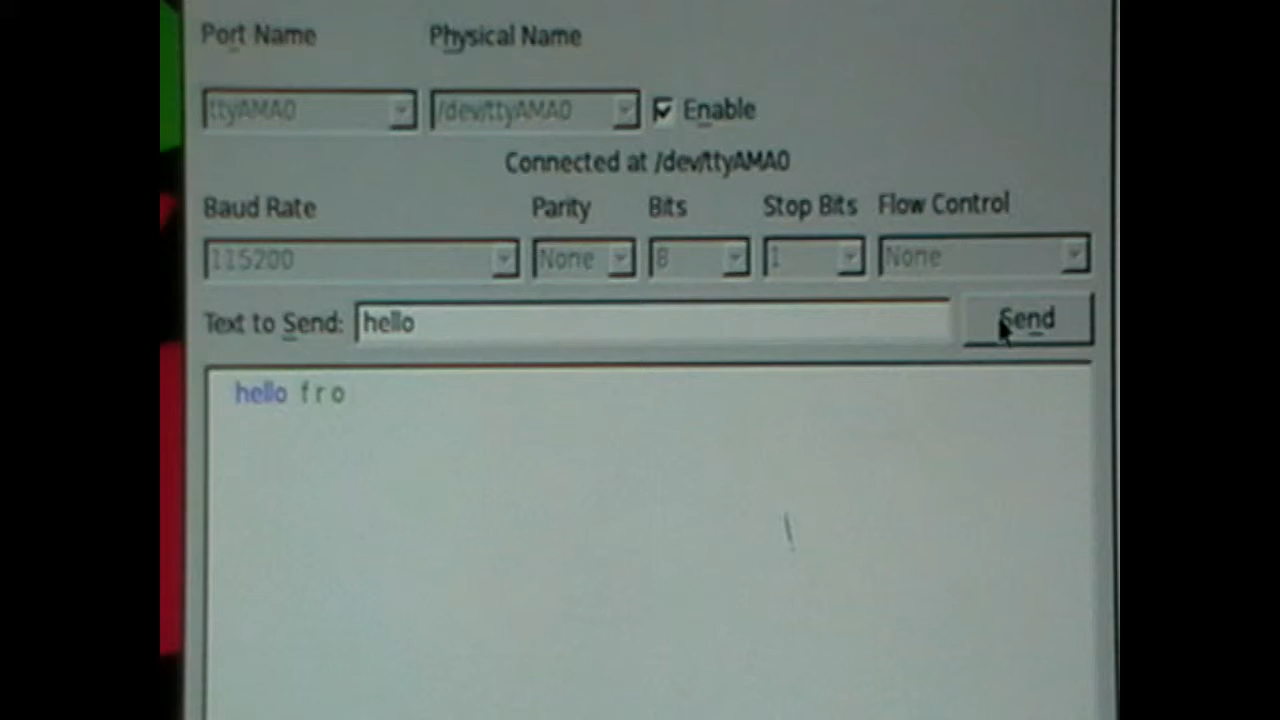 Port Name Physical Name
ttyAMA0 /dev/ttyAMA0 Enable
Connected at /dev/ttyAMA0
Baud Rate Parity Bits Stop Bits Flow Control
115200 None 8 1 None
Text to Send: hello Send
hello f r o